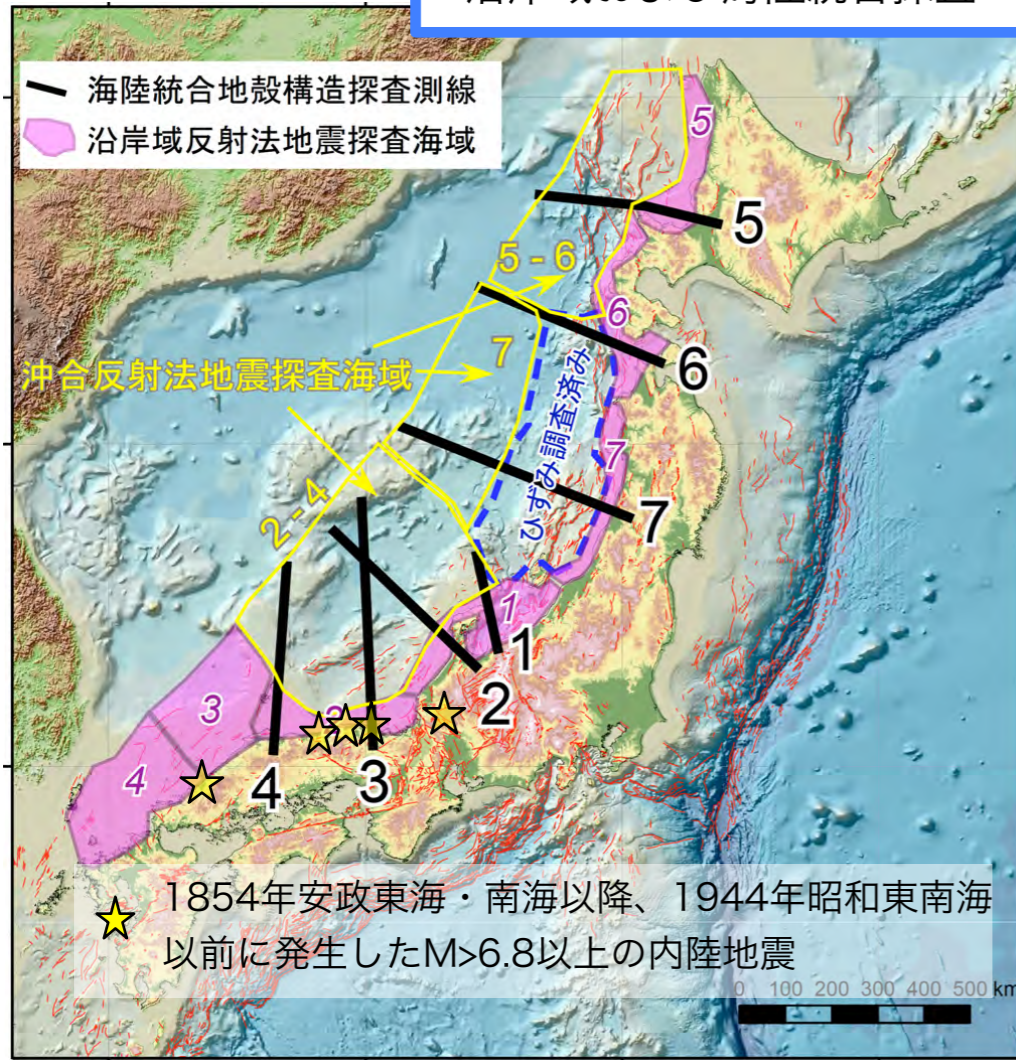 海陸統合地殻構造探査測線
沿岸域反射法地震探査海域
5
5
5 - 6
6
7
6
沖合反射法地震探査海域
ひずみ調査済み
7
7
2 - 4
1
1
2
3
4
3
4
1854年安政東海・南海以降、1944年昭和東南海
以前に発生したM>6.8以上の内陸地震
0 100 200 300 400 500 km